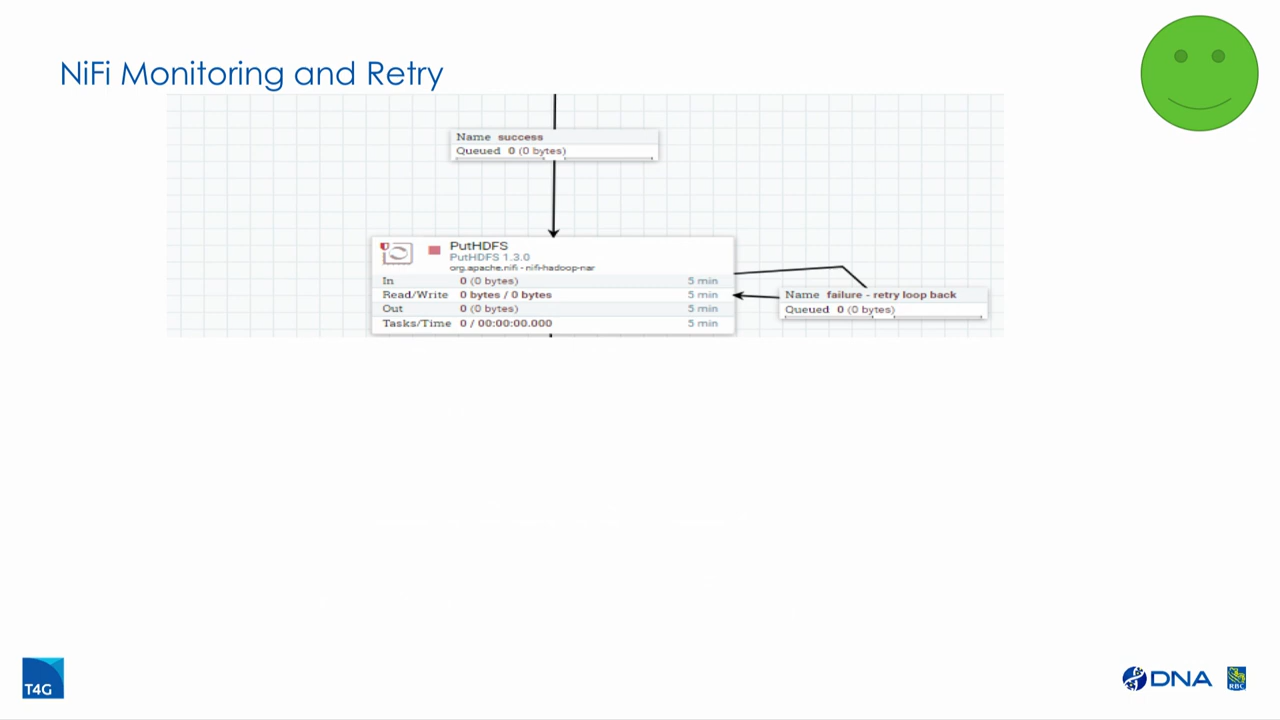 NiFi Monitoring and Retry
Name success
Queued 0 (0 bytes)
PutHDFS
PutHDFS 1.3.0
org.apache.nifi - nifi-hadoop-nar
In 0 (0 bytes) 5 min
Read/Write 0 bytes / 0 bytes 5 min
Out 0 (0 bytes) 5 min
Tasks/Time 0 / 00:00:00.000 5 min
Name failure - retry loop back
Queued 0 (0 bytes)
T4G
DNA
RBC